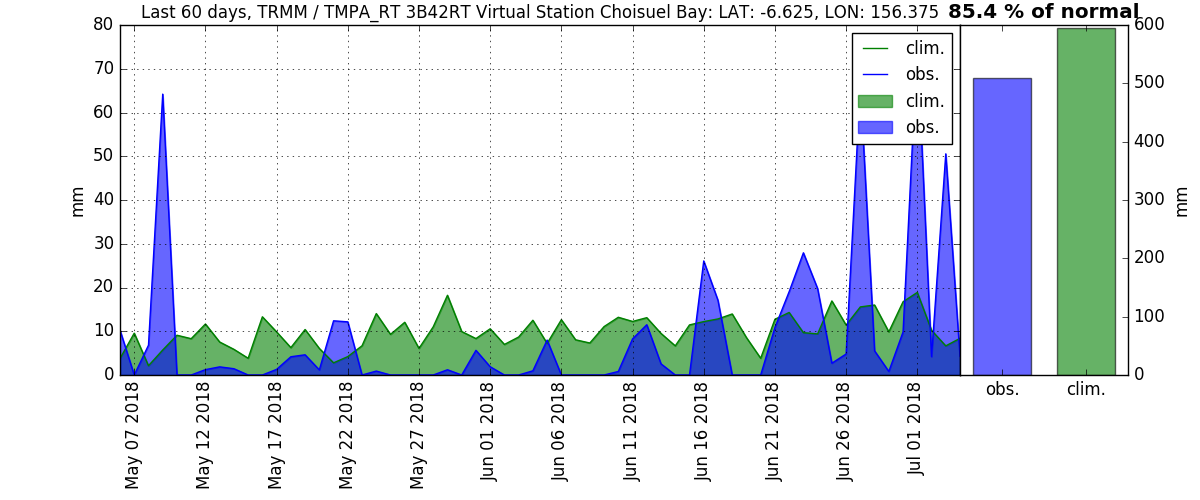 Last 60 days, TRMM / TMPA_RT 3B42RT Virtual Station Choisuel Bay: LAT: -6.625, LON: 156.375 85.4 % of normal
80
70
60
50
40
30
20
10
0
mm
clim.
obs.
clim.
obs.
May 07 2018
May 12 2018
May 17 2018
May 22 2018
May 27 2018
Jun 01 2018
Jun 06 2018
Jun 11 2018
Jun 16 2018
Jun 21 2018
Jun 26 2018
Jul 01 2018
600
500
400
300
200
100
0
mm
obs. clim.